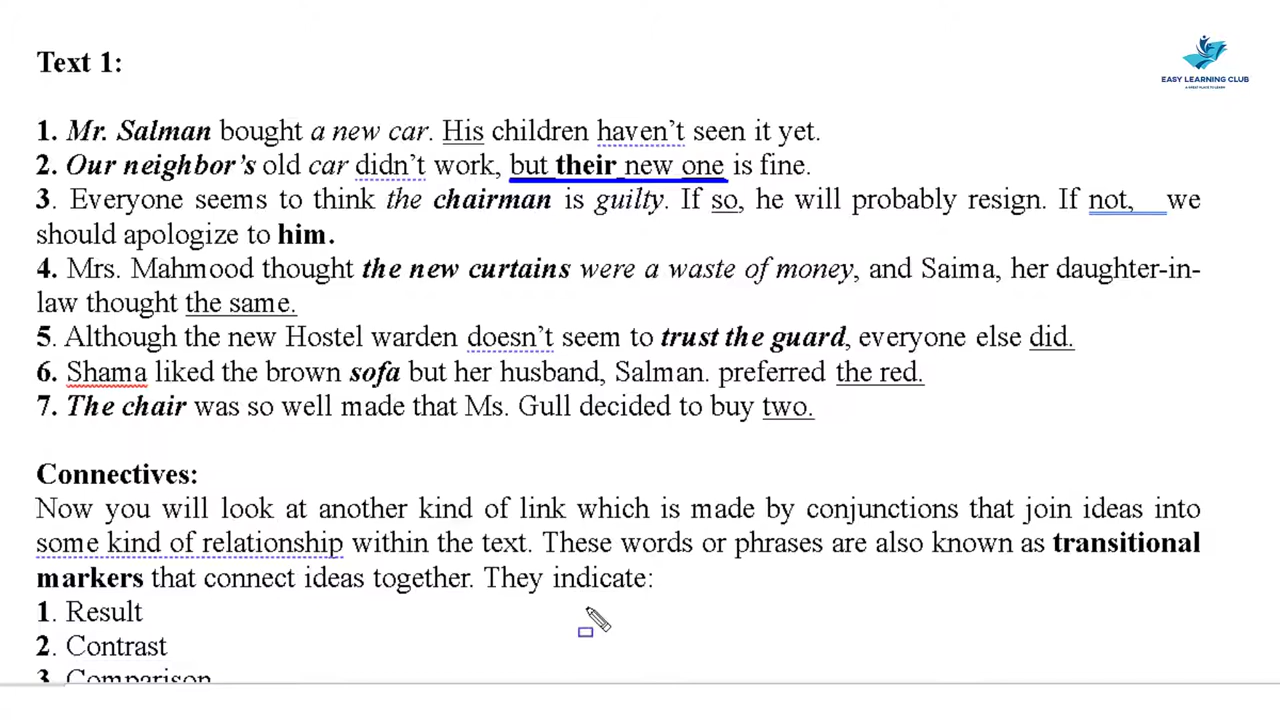 Text 1:
EASY LEARNING CLUB
A GREAT PLACE TO LEARN
1. Mr. Salman bought a new car. His children haven't seen it yet.
2. Our neighbor's old car didn't work, but their new one is fine.
3. Everyone seems to think the chairman is guilty. If so, he will probably resign. If not, we
should apologize to him.
4. Mrs. Mahmood thought the new curtains were a waste of money, and Saima, her daughter-in-
law thought the same.
5. Although the new Hostel warden doesn't seem to trust the guard, everyone else did.
6. Shama liked the brown sofa but her husband, Salman. preferred the red.
7. The chair was so well made that Ms. Gull decided to buy two.
Connectives:
Now you will look at another kind of link which is made by conjunctions that join ideas into
some kind of relationship within the text. These words or phrases are also known as transitional
markers that connect ideas together. They indicate:
1. Result
2. Contrast
3. Comparison